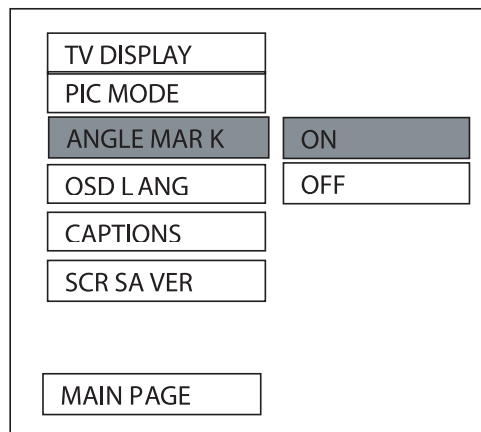 TV DISPLAY
PIC MODE
ANGLE MAR K ON
OSD L ANG OFF
CAPTIONS
SCR SA VER
MAIN PAGE